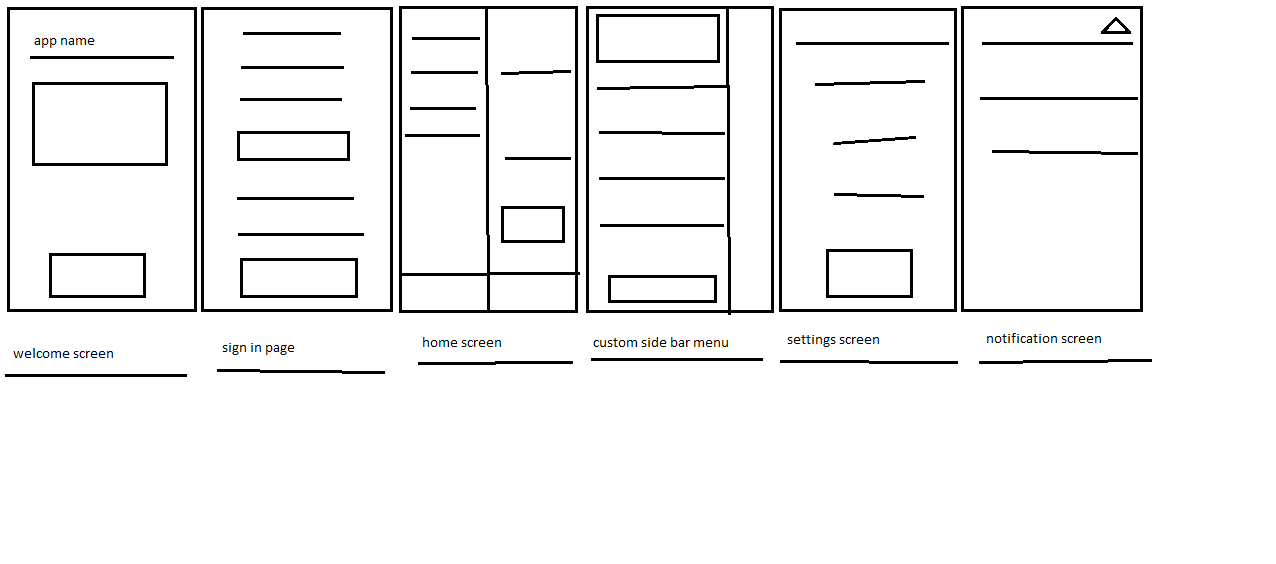 app name
welcome screen
sign in page
home screen
custom side bar menu
settings screen
notification screen